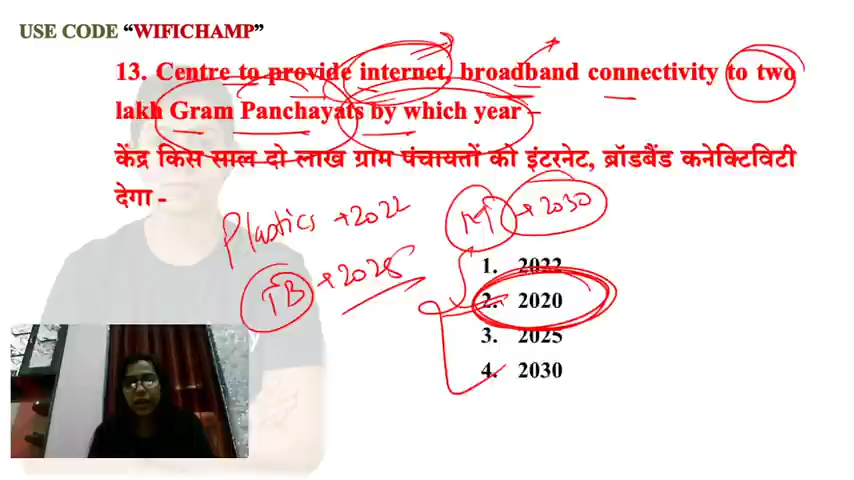 USE CODE “WIFICHAMP”
13. Centre to provide internet, broadband connectivity to two
lakh Gram Panchayats by which year -
केंद्र किस साल दो लाख ग्राम पंचायतों को इंटरनेट, ब्रॉडबैंड कनेक्टिविटी
देगा -
Plastics → 2022
→ 2030
TB → 2025
1. 2022
2. 2020
3. 2025
4. 2030